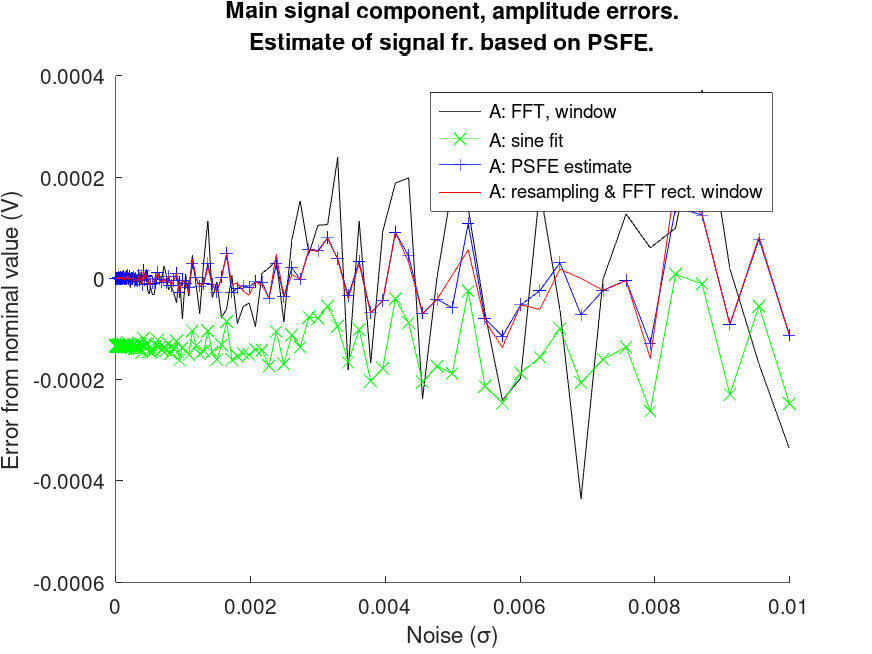 Main signal component, amplitude errors.
Estimate of signal fr. based on PSFE.
0.0004
0.0002
0
-0.0002
-0.0004
-0.0006
Error from nominal value (V)
A: FFT, window
A: sine fit
A: PSFE estimate
A: resampling & FFT rect. window
0
0.002
0.004
0.006
0.008
0.01
Noise (σ)